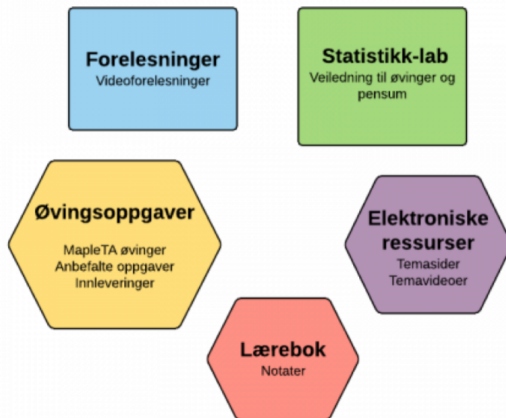 Forelesninger
Videoforelesninger
Statistikk-lab
Veiledning til øvinger og
pensum
Øvingsoppgaver
MapleTA øvinger
Anbefalte oppgaver
Innleveringer
Elektroniske
ressurser
Temasider
Temavideoer
Lærebok
Notater